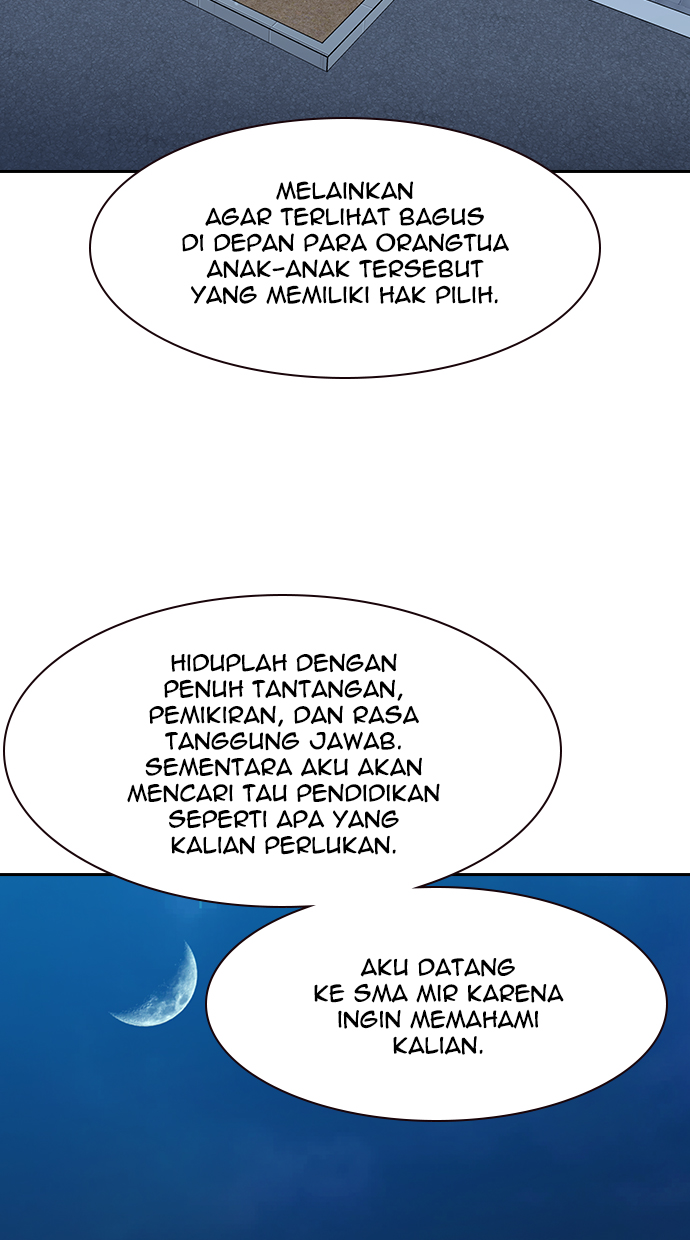 MELAINKAN
AGAR TERLIHAT BAGUS
DI DEPAN PARA ORANGTUA
ANAK-ANAK TERSEBUT
YANG MEMILIKI HAK PILIH.
HIDUPLAH DENGAN
PENUH TANTANGAN,
PEMIKIRAN, DAN RASA
TANGGUNG JAWAB.
SEMENTARA AKU AKAN
MENCARI TAU PENDIDIKAN
SEPERTI APA YANG
KALIAN PERLUKAN.
AKU DATANG
KE SMA MIR KARENA
INGIN MEMAHAMI
KALIAN.